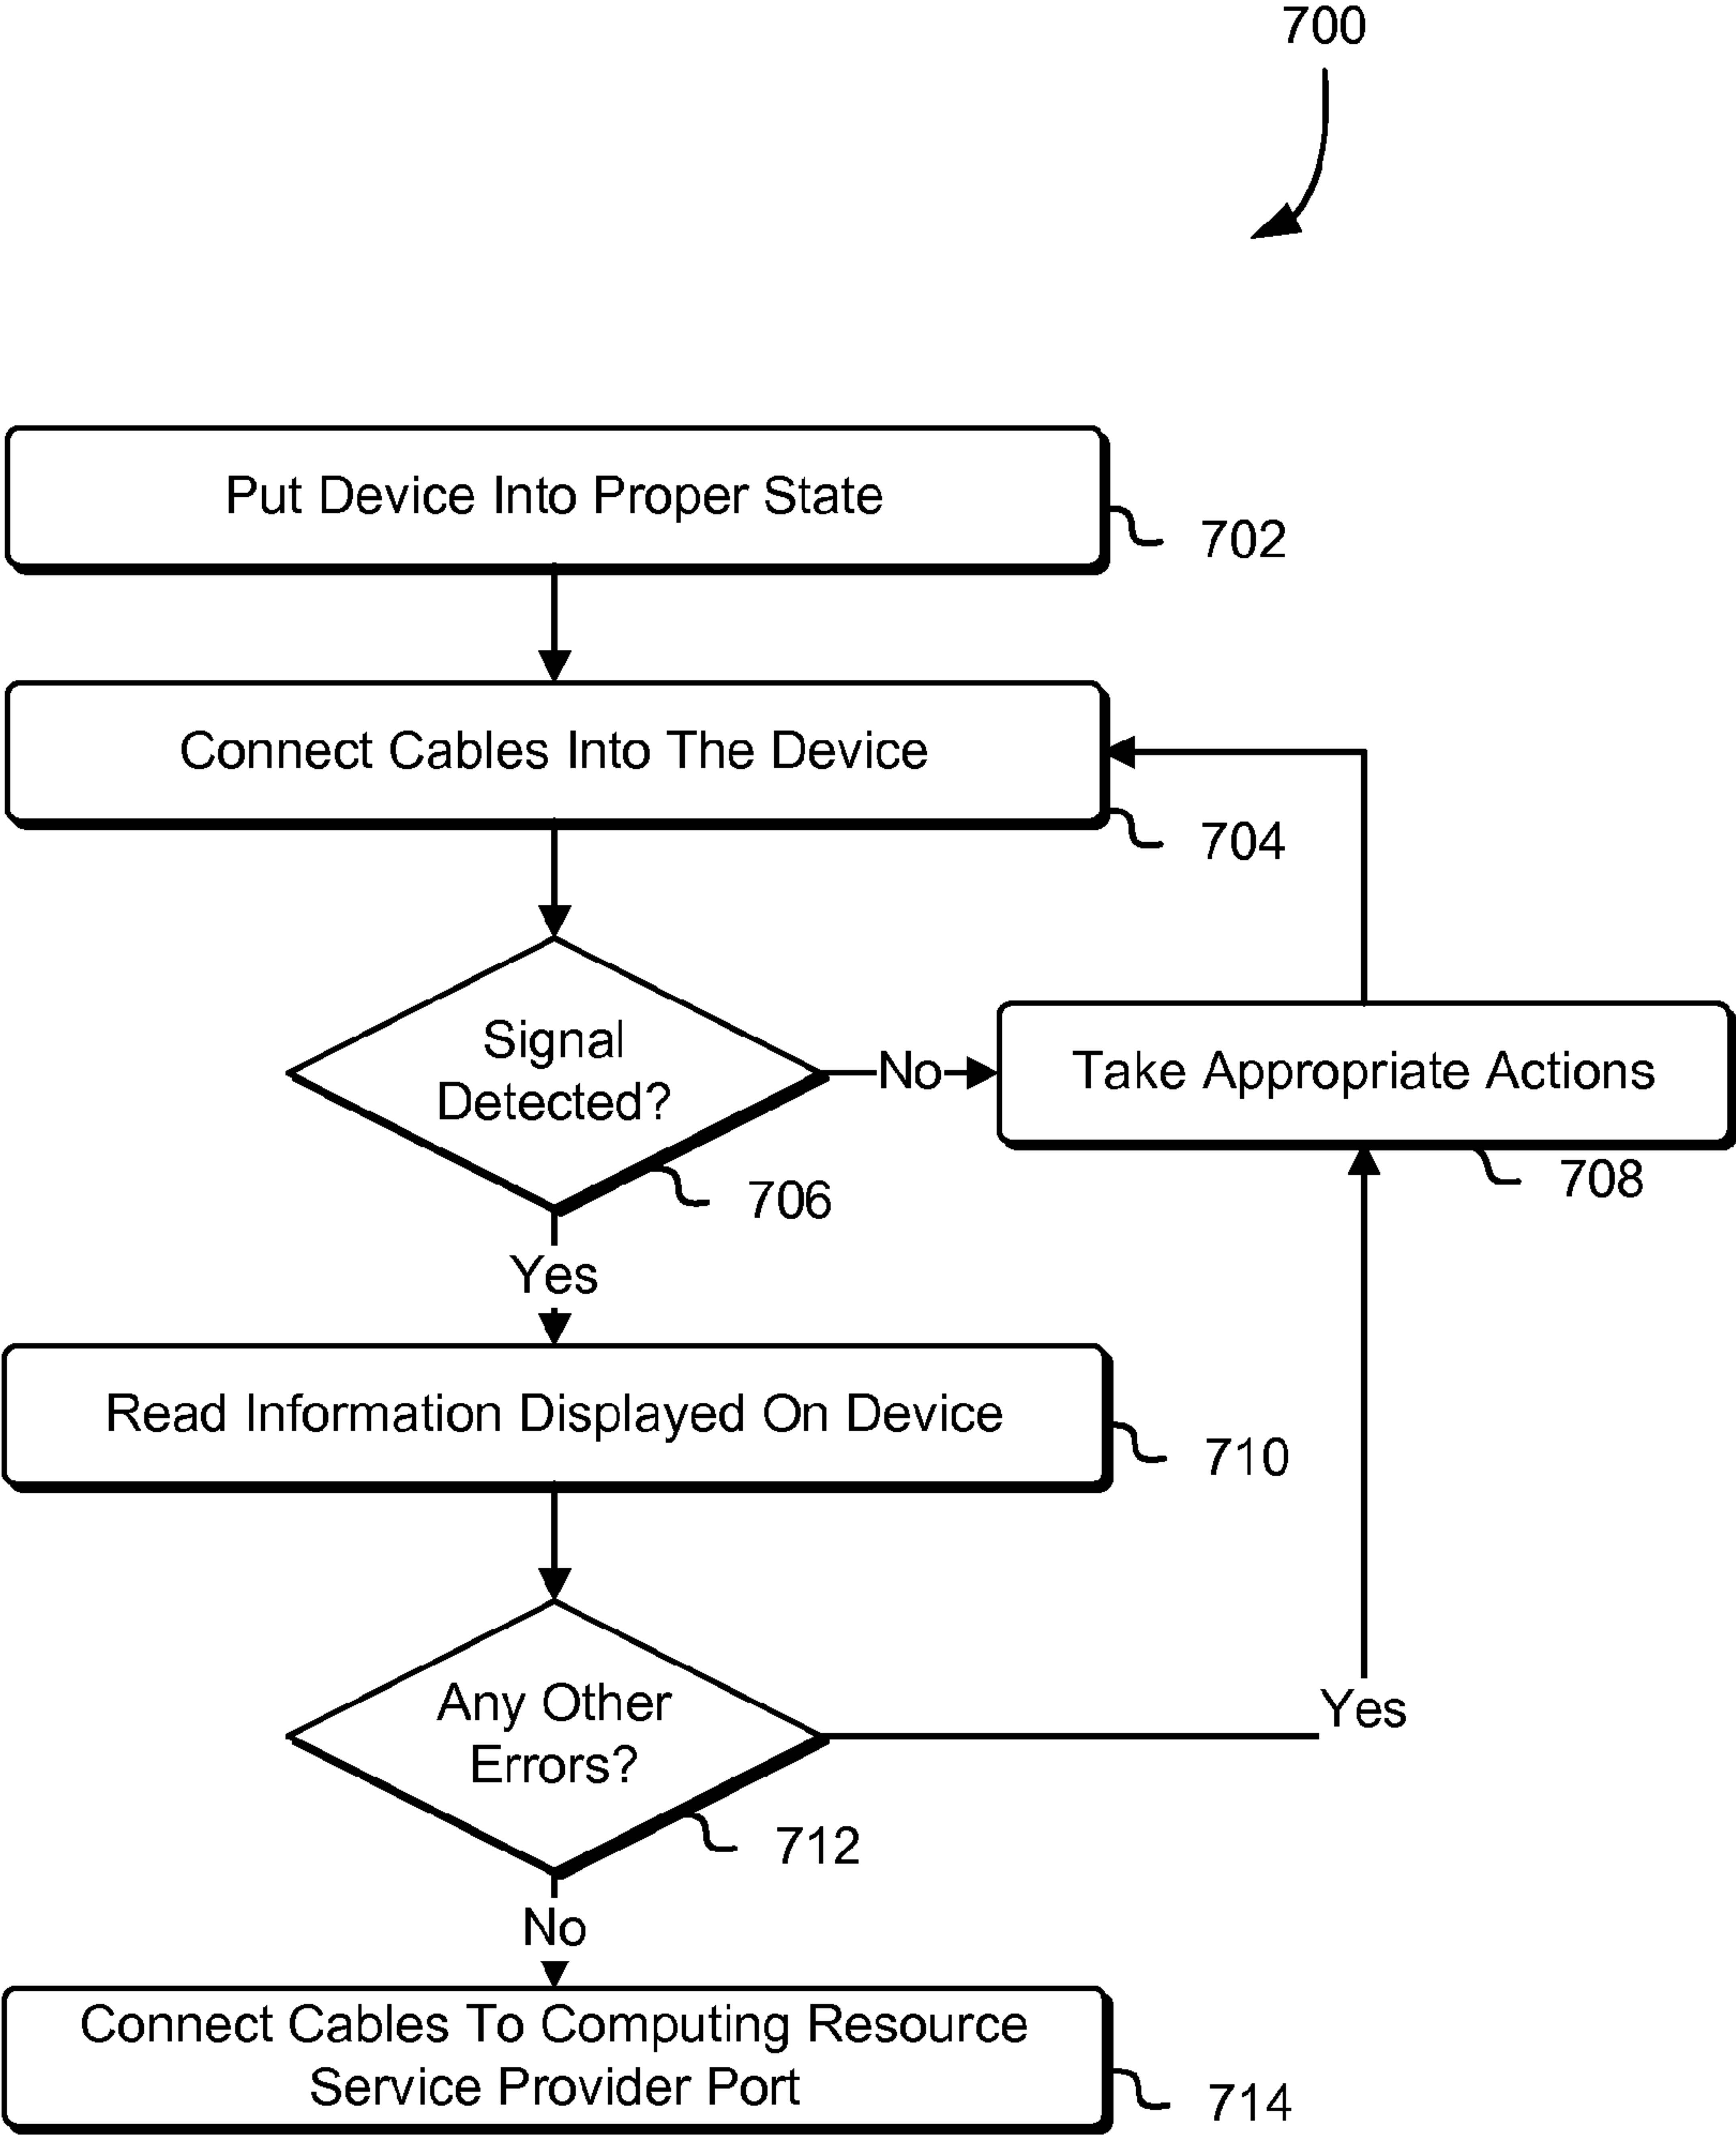 700
Put Device Into Proper State
702
Connect Cables Into The Device
704
Signal
Detected?
No
Take Appropriate Actions
706
708
Yes
Read Information Displayed On Device
710
Any Other
Errors?
Yes
712
No
Connect Cables To Computing Resource
Service Provider Port
714